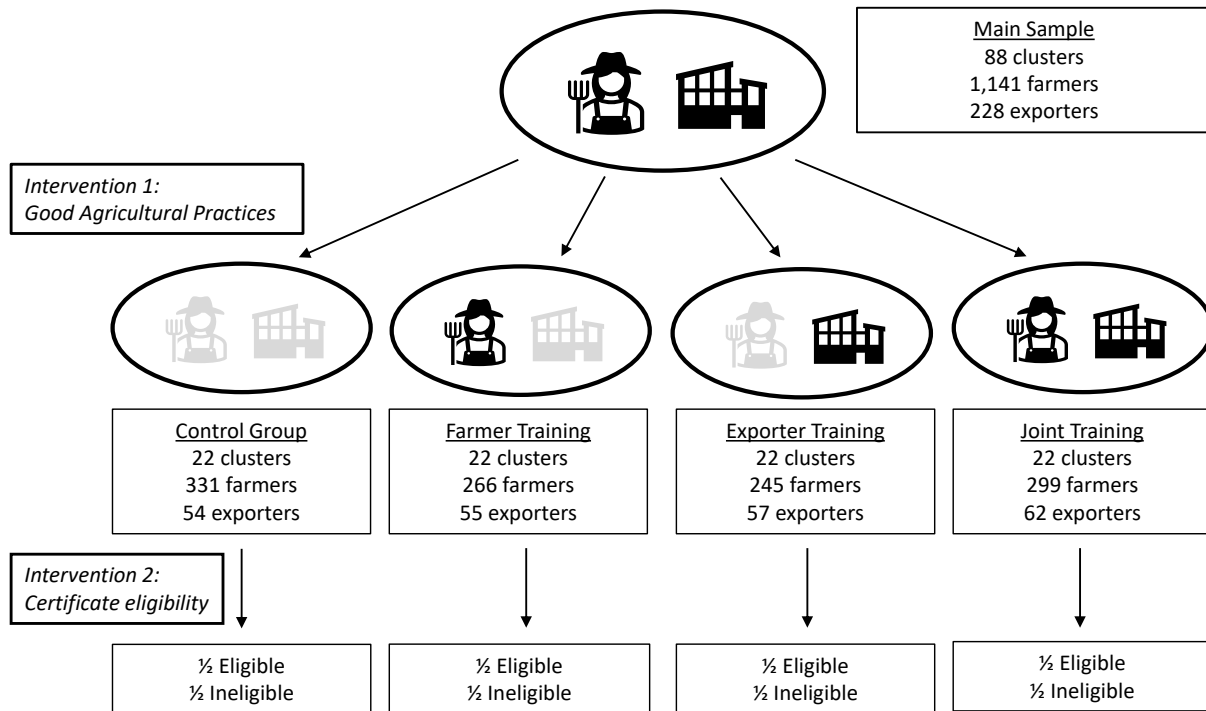 Main Sample
88 clusters
1,141 farmers
228 exporters
Intervention 1:
Good Agricultural Practices
Control Group
22 clusters
331 farmers
54 exporters
Farmer Training
22 clusters
266 farmers
55 exporters
Exporter Training
22 clusters
245 farmers
57 exporters
Joint Training
22 clusters
299 farmers
62 exporters
Intervention 2:
Certificate eligibility
½ Eligible
½ Ineligible
½ Eligible
½ Ineligible
½ Eligible
½ Ineligible
½ Eligible
½ Ineligible